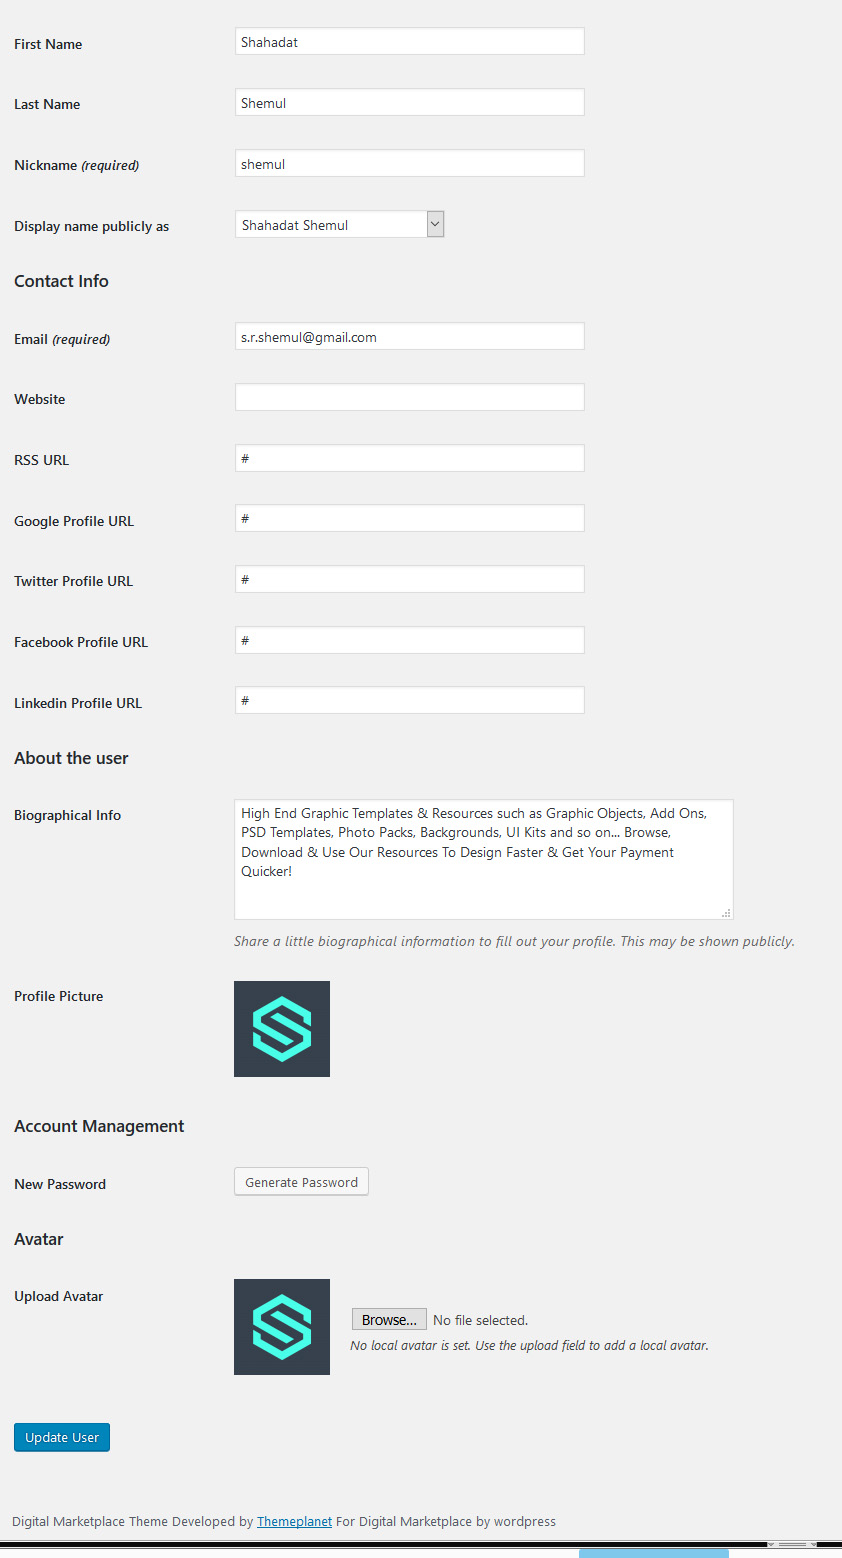 First Name
Shahadat
Last Name
Shemul
Nickname (required)
shemul
Display name publicly as
Shahadat Shemul
Contact Info
Email (required)
s.r.shemul@gmail.com
Website
RSS URL
#
Google Profile URL
#
Twitter Profile URL
#
Facebook Profile URL
#
Linkedin Profile URL
#
About the user
Biographical Info
High End Graphic Templates & Resources such as Graphic Objects, Add Ons,
PSD Templates, Photo Packs, Backgrounds, UI Kits and so on... Browse,
Download & Use Our Resources To Design Faster & Get Your Payment
Quicker!
Share a little biographical information to fill out your profile. This may be shown publicly.
Profile Picture
Account Management
New Password
Generate Password
Avatar
Upload Avatar
Browse... No file selected.
No local avatar is set. Use the upload field to add a local avatar.
Update User
Digital Marketplace Theme Developed by Themeplanet For Digital Marketplace by wordpress